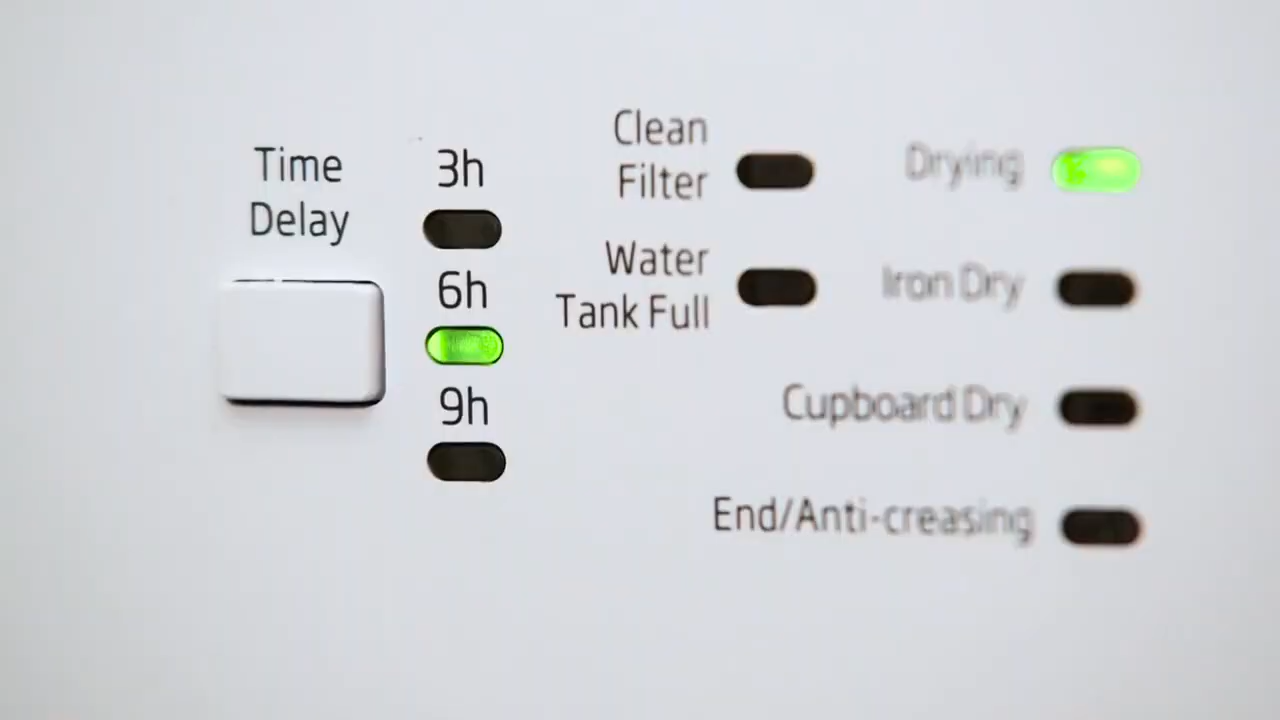 Time
Delay
3h
6h
9h
Clean
Filter
Water
Tank Full
Drying
Iron Dry
Cupboard Dry
End/Anti-creasing